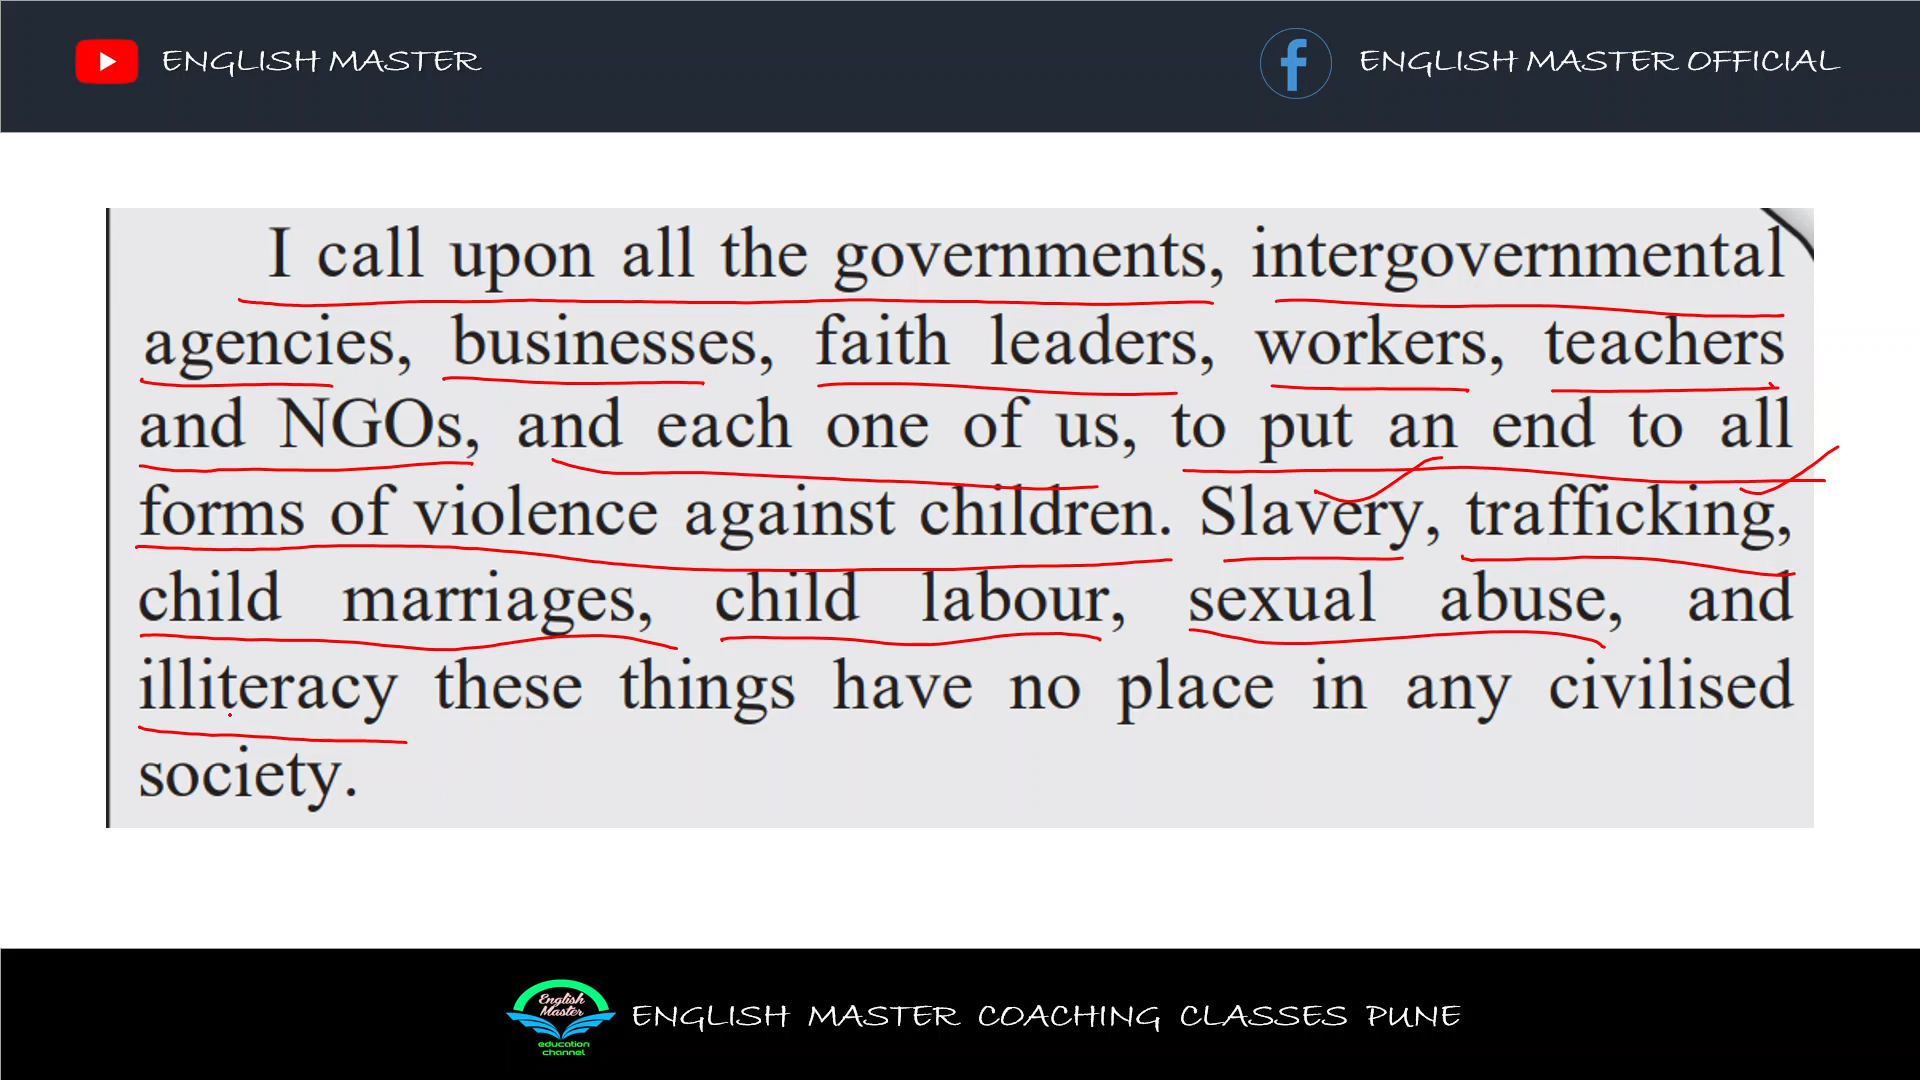 ENGLISH MASTER
ENGLISH MASTER OFFICIAL
I call upon all the governments, intergovernmental
agencies, businesses, faith leaders, workers, teachers
and NGOs, and each one of us, to put an end to all
forms of violence against children. Slavery, trafficking,
child marriages, child labour, sexual abuse, and
illiteracy these things have no place in any civilised
society.
English
Master
education
channel
ENGLISH MASTER COACHING CLASSES PUNE